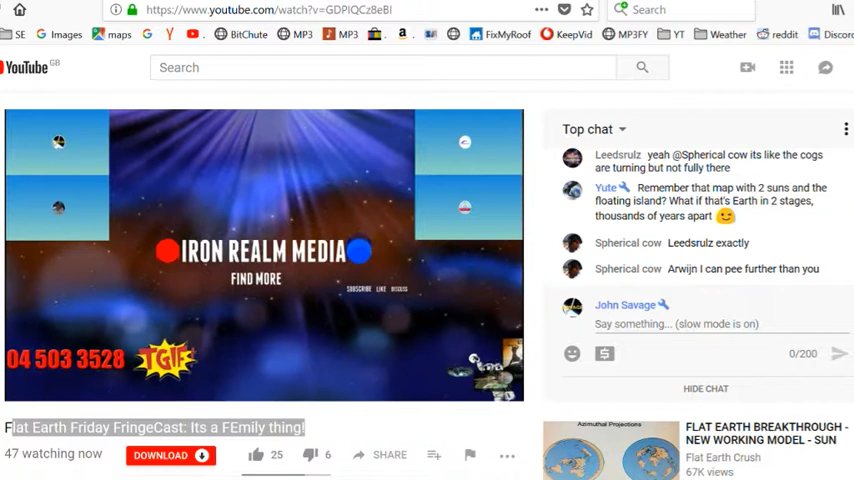 https://www.youtube.com/watch?v=GDPIQCz8eBI
Search
SE
Images
maps
BitChute
MP3
MP3
FixMyRoof
KeepVid
MP3FY
YT
Weather
reddit
Discord
YouTube GB
Search
IRON REALM MEDIA
FIND MORE
SUBSCRIBE LIKE DISCUSS
04 503 3528
TGIF
Top chat
Leedsrulz yeah @Spherical cow its like the cogs
are turning but not fully there
Yute Remember that map with 2 suns and the
floating island? What if that's Earth in 2 stages,
thousands of years apart
Spherical cow Leedsrulz exactly
Spherical cow Arwijn I can pee further than you
John Savage
Say something... (slow mode is on)
0/200
HIDE CHAT
Flat Earth Friday FringeCast: Its a FEmily thing!
47 watching now
DOWNLOAD
25
6
SHARE
Azimuthal Projections
FLAT EARTH BREAKTHROUGH -
NEW WORKING MODEL - SUN
Flat Earth Crush
67K views